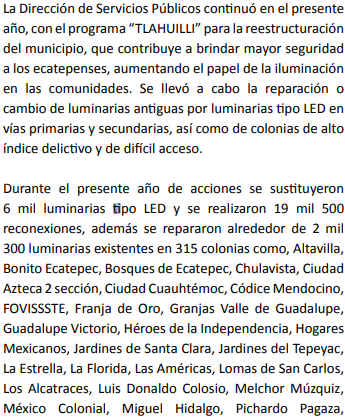 La Dirección de Servicios Públicos continuó en el presente
año, con el programa “TLAHUILLI” para la reestructuración
del municipio, que contribuye a brindar mayor seguridad
a los ecatepenses, aumentando el papel de la iluminación
en las comunidades. Se llevó a cabo la reparación o
cambio de luminarias antiguas por luminarias tipo LED en
vías primarias y secundarias, así como de colonias de alto
índice delictivo y de difícil acceso.

Durante el presente año de acciones se sustituyeron
6 mil luminarias tipo LED y se realizaron 19 mil 500
reconexiones, además se repararon alrededor de 2 mil
300 luminarias existentes en 315 colonias como, Altavilla,
Bonito Ecatepec, Bosques de Ecatepec, Chulavista, Ciudad
Azteca 2 sección, Ciudad Cuauhtémoc, Códice Mendocino,
FOVISSSTE, Franja de Oro, Granjas Valle de Guadalupe,
Guadalupe Victorio, Héroes de la Independencia, Hogares
Mexicanos, Jardines de Santa Clara, Jardines del Tepeyac,
La Estrella, La Florida, Las Américas, Lomas de San Carlos,
Los Alcatraces, Luis Donaldo Colosio, Melchor Múzquiz,
México Colonial, Miguel Hidalgo, Pichardo Pagaza,